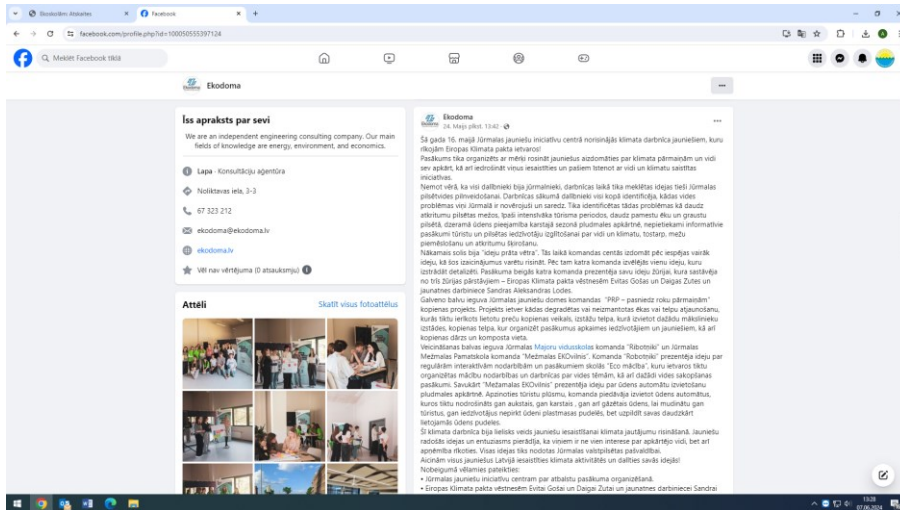 Ekoskolām: Atskaites
Facebook
facebook.com/profile.php?id=100050555397124
Meklēt Facebook tīklā
Ekodoma
Īss apraksts par sevi
We are an independent engineering consulting company. Our main
fields of knowledge are energy, environment, and economics.
Lapa · Konsultāciju aģentūra
Noliktavas iela, 3-3
67 323 212
ekodoma@ekodoma.lv
ekodoma.lv
Vēl nav vērtējuma (0 atsauksmju)
Attēli
Skatīt visus fotoattēlus
Ekodoma
24. Maijs plkst. 13:42
Šā gada 16. maijā Jūrmalas jauniešu iniciatīvu centrā norisinājās klimata darbnīca jauniešiem, kuru
rīkojām Eiropas Klimata pakta ietvaros!
Pasākums tika organizēts ar mērķi rosināt jauniešus aizdomāties par klimata pārmaiņām un vidi
sev apkārt, kā arī iedrošināt viņus iesaistīties un pašiem īstenot ar vidi un klimatu saistītas
iniciatīvas.
Ņemot vērā, ka visi dalībnieki bija jūrmalnieki, darbnīcas laikā tika meklētas idejas tieši Jūrmalas
pilsētvides pilnveidošanai. Darbnīcas sākumā dalībnieki visi kopā identificēja, kādas vides
problēmas viņi Jūrmalā ir novērojuši un saredz. Tika identificētas tādas problēmas kā daudz
atkritumu pilsētas mežos, īpaši intensīvāka tūrisma periodos, daudz pamestu ēku un graustu
pilsētā, dzeramā ūdens pieejamība karstajā sezonā pludmales apkārtnē, nepietiekami informatīvie
pasākumi tūristu un pilsētas iedzīvotāju izglītošanai par vidi un klimatu, tostarp, mežu
piemēslošanu un atkritumu šķirošanu.
Nākamais solis bija "ideju prāta vētra". Tās laikā komandas centās izdomāt pēc iespējas vairāk
ideju, kā šos izaicinājumus varētu risināt. Pēc tam katra komanda izvēlējās vienu ideju, kuru
izstrādāt detalizēti. Pasākuma beigās katra komanda prezentēja savu ideju žūrijai, kura sastāvēja
no trīs žūrijas pārstāvjiem – Eiropas Klimata pakta vēstnesēm Evitas Gošas un Daigas Zutes un
jaunatnes darbiniece Sandras Aleksandras Lodes.
Galveno balvu ieguva Jūrmalas jauniešu domes komandas "PRP – pasniedz roku pārmaiņām"
kopienas projekts. Projekts ietver kādas degradētas vai neizmantotas ēkas vai telpu atjaunošanu,
kurās tiktu ierīkots lietotu preču kopienas veikals, izstāžu telpa, kurā izvietot dažādu mākslinieku
izstādes, kopienas telpa, kur organizēt pasākumus apkaimes iedzīvotājiem un jauniešiem, kā arī
kopienas dārzs un komposta vieta.
Veicināšanas balvas ieguva Jūrmalas Majoru vidusskolas komanda "Ribotņiki" un Jūrmalas
Mežmalas Pamatskola komanda "Mežmalas EKOvilnis". Komanda "Robotņiki" prezentēja ideju par
regulārām interaktīvām nodarbībām un pasākumiem skolās "Eco mācība", kuru ietvaros tiktu
organizētas mācību nodarbības un darbnīcas par vides tēmām, kā arī dažādi vides sakopšanas
pasākumi. Savukārt "Mežamalas EKOvilnis" prezentēja ideju par ūdens automātu izvietošanu
pludmales apkārtnē. Apzinoties tūristu plūsmu, komanda piedāvāja izvietot ūdens automātus,
kuros tiktu nodrošināts gan aukstais, gan karstais , gan arī gāzētais ūdens, lai mudinātu gan
tūristus, gan iedzīvotājus nepirkt ūdeni plastmasas pudelēs, bet uzpildīt savas daudzkārt
lietojamās ūdens pudeles.
Šī klimata darbnīca bija lielisks veids jauniešu iesaistīšanai klimata jautājumu risināšanā. Jauniešu
radošās idejas un entuziasms pierādīja, ka viņiem ir ne vien interese par apkārtējo vidi, bet arī
apņēmība rīkoties. Visas idejas tiks nodotas Jūrmalas valstpilsētas pašvaldībai.
Aicinām visus jauniešus Latvijā iesaistīties klimata aktivitātēs un dalīties savās idejās!
Nobeigumā vēlamies pateikties:
• Jūrmalas jauniešu iniciatīvu centram par atbalstu pasākuma organizēšanā.
• Eiropas Klimata pakta vēstnesēm Evitai Gošai un Daigai Zutai un jaunatnes darbiniecei Sandrai
13:28
07.06.2024